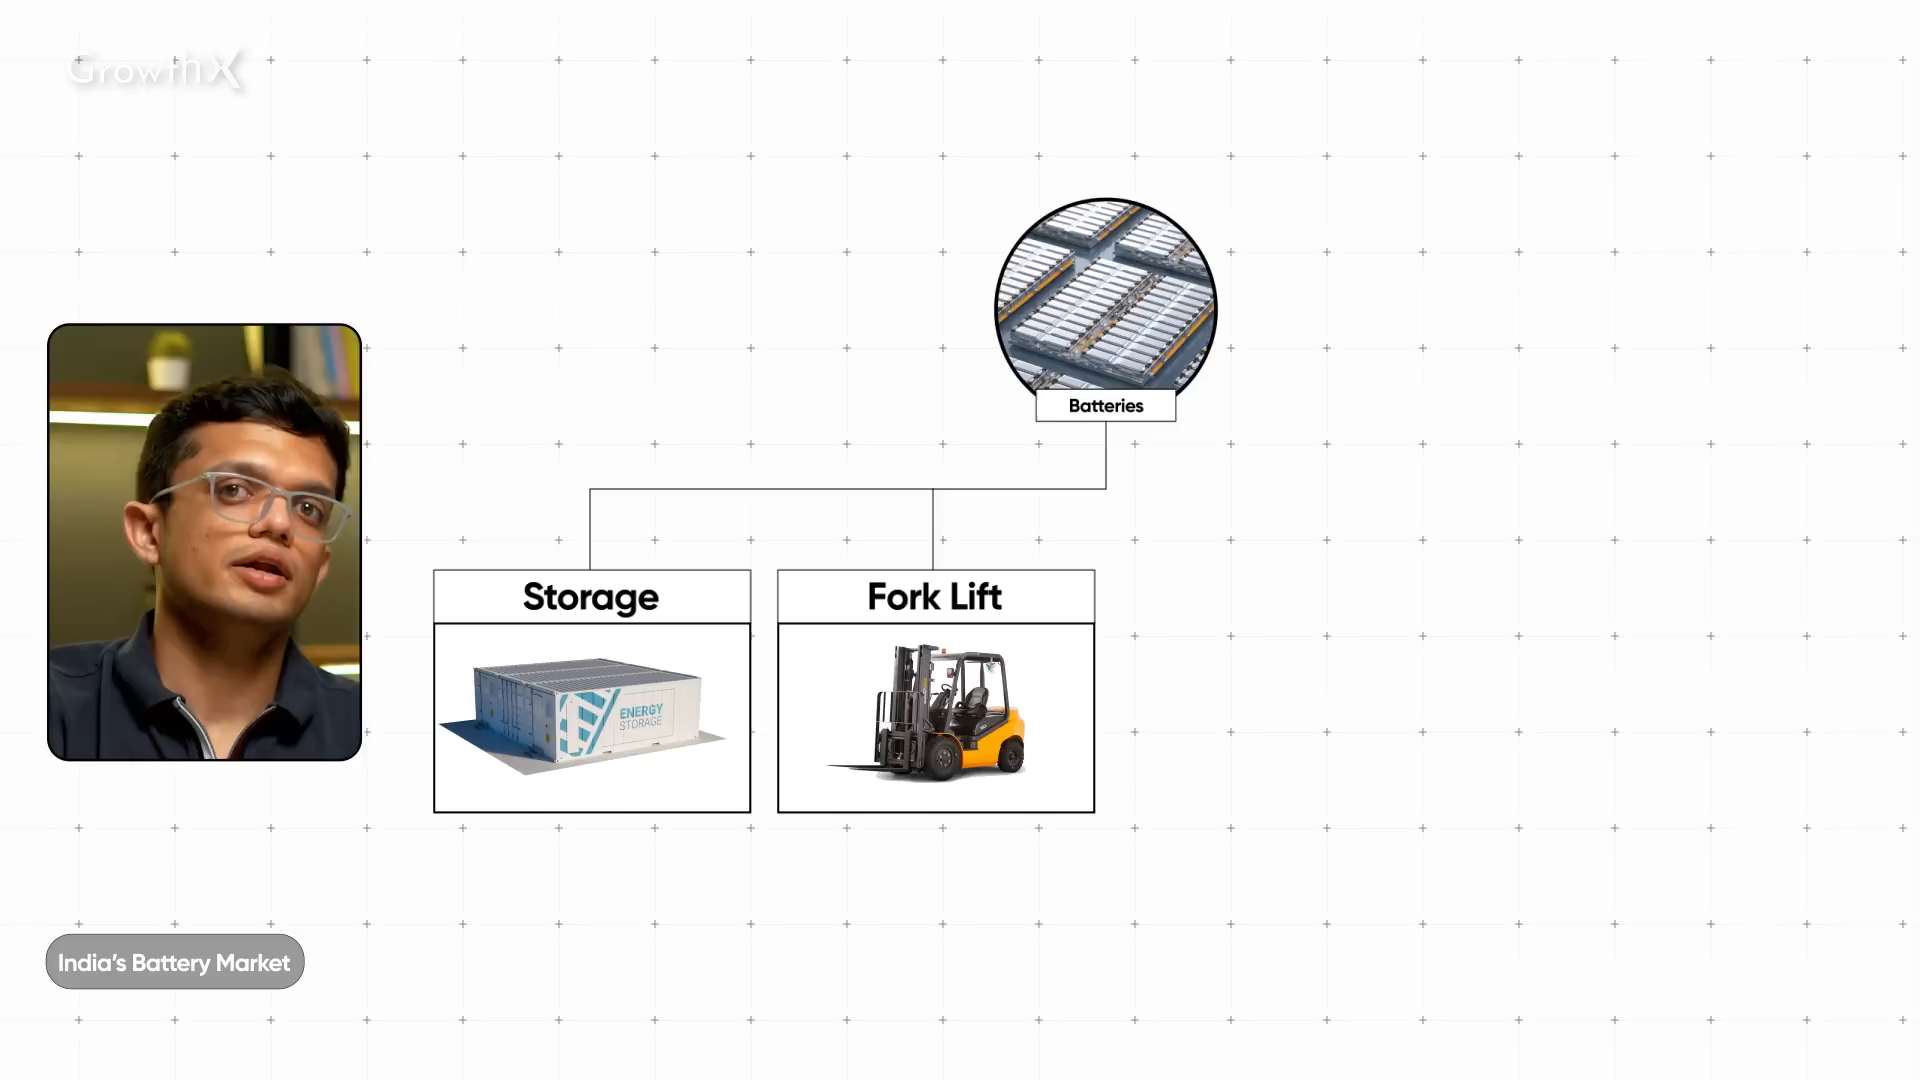 GrowthX
Batteries
Storage
Fork Lift
ENERGY
STORAGE
India's Battery Market